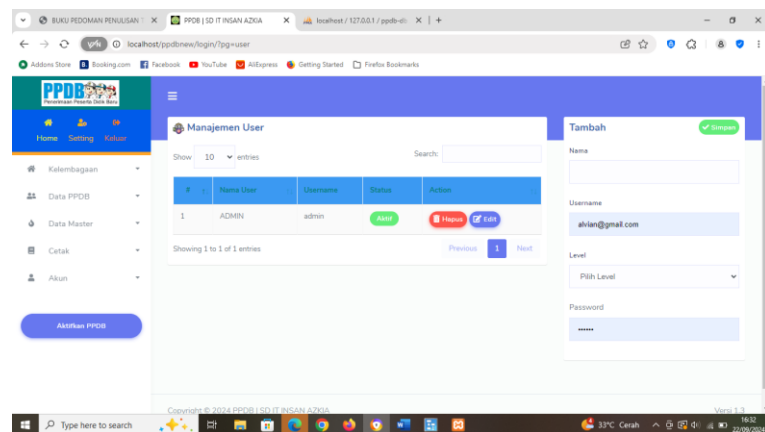 BUKU PEDOMAN PENULISAN
PPDB | SD IT INSAN AZKIA
localhost / 127.0.0.1 / ppdb-di
VPN
localhost/ppdbnew/login/?pg=user
Addons Store
Booking.com
Facebook
YouTube
AliExpress
Getting Started
Firefox Bookmarks
PPDB
Penerimaan Peserta Didik Baru
Home Setting Keluar
Kelembagaan
Data PPDB
Data Master
Cetak
Akun
Aktifkan PPDB
Manajemen User
Show 10 entries
Search:
# Nama User Username Status Action
1 ADMIN admin Aktif Hapus Edit
Showing 1 to 1 of 1 entries
Previous 1 Next
Tambah
Simpan
Nama
Username
alvian@gmail.com
Level
Pilih Level
Password
Copyright © 2024 PPDB | SD IT INSAN AZKIA
Versi 1.3
Type here to search
33°C Cerah
16:32
22/09/2024